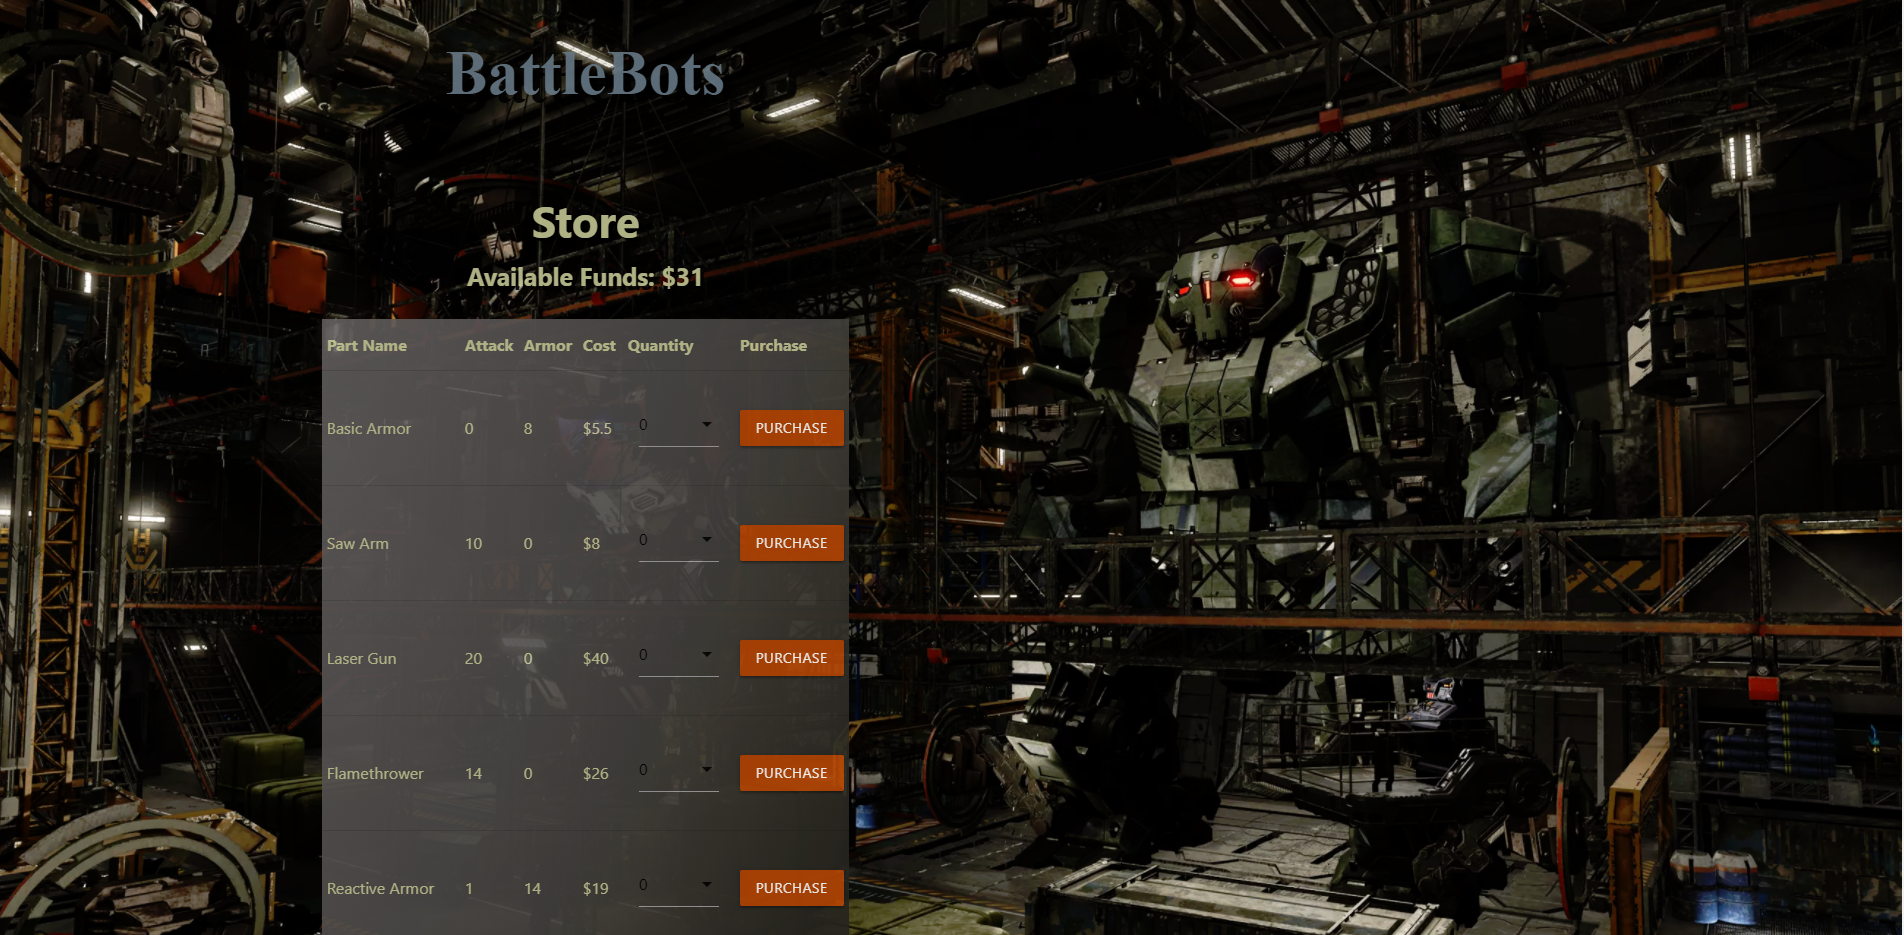 BattleBots
Store
Available Funds: $31
Part Name Attack Armor Cost Quantity Purchase
Basic Armor 0 8 $5.5 0 PURCHASE
Saw Arm 10 0 $8 0 PURCHASE
Laser Gun 20 0 $40 0 PURCHASE
Flamethrower 14 0 $26 0 PURCHASE
Reactive Armor 1 14 $19 0 PURCHASE